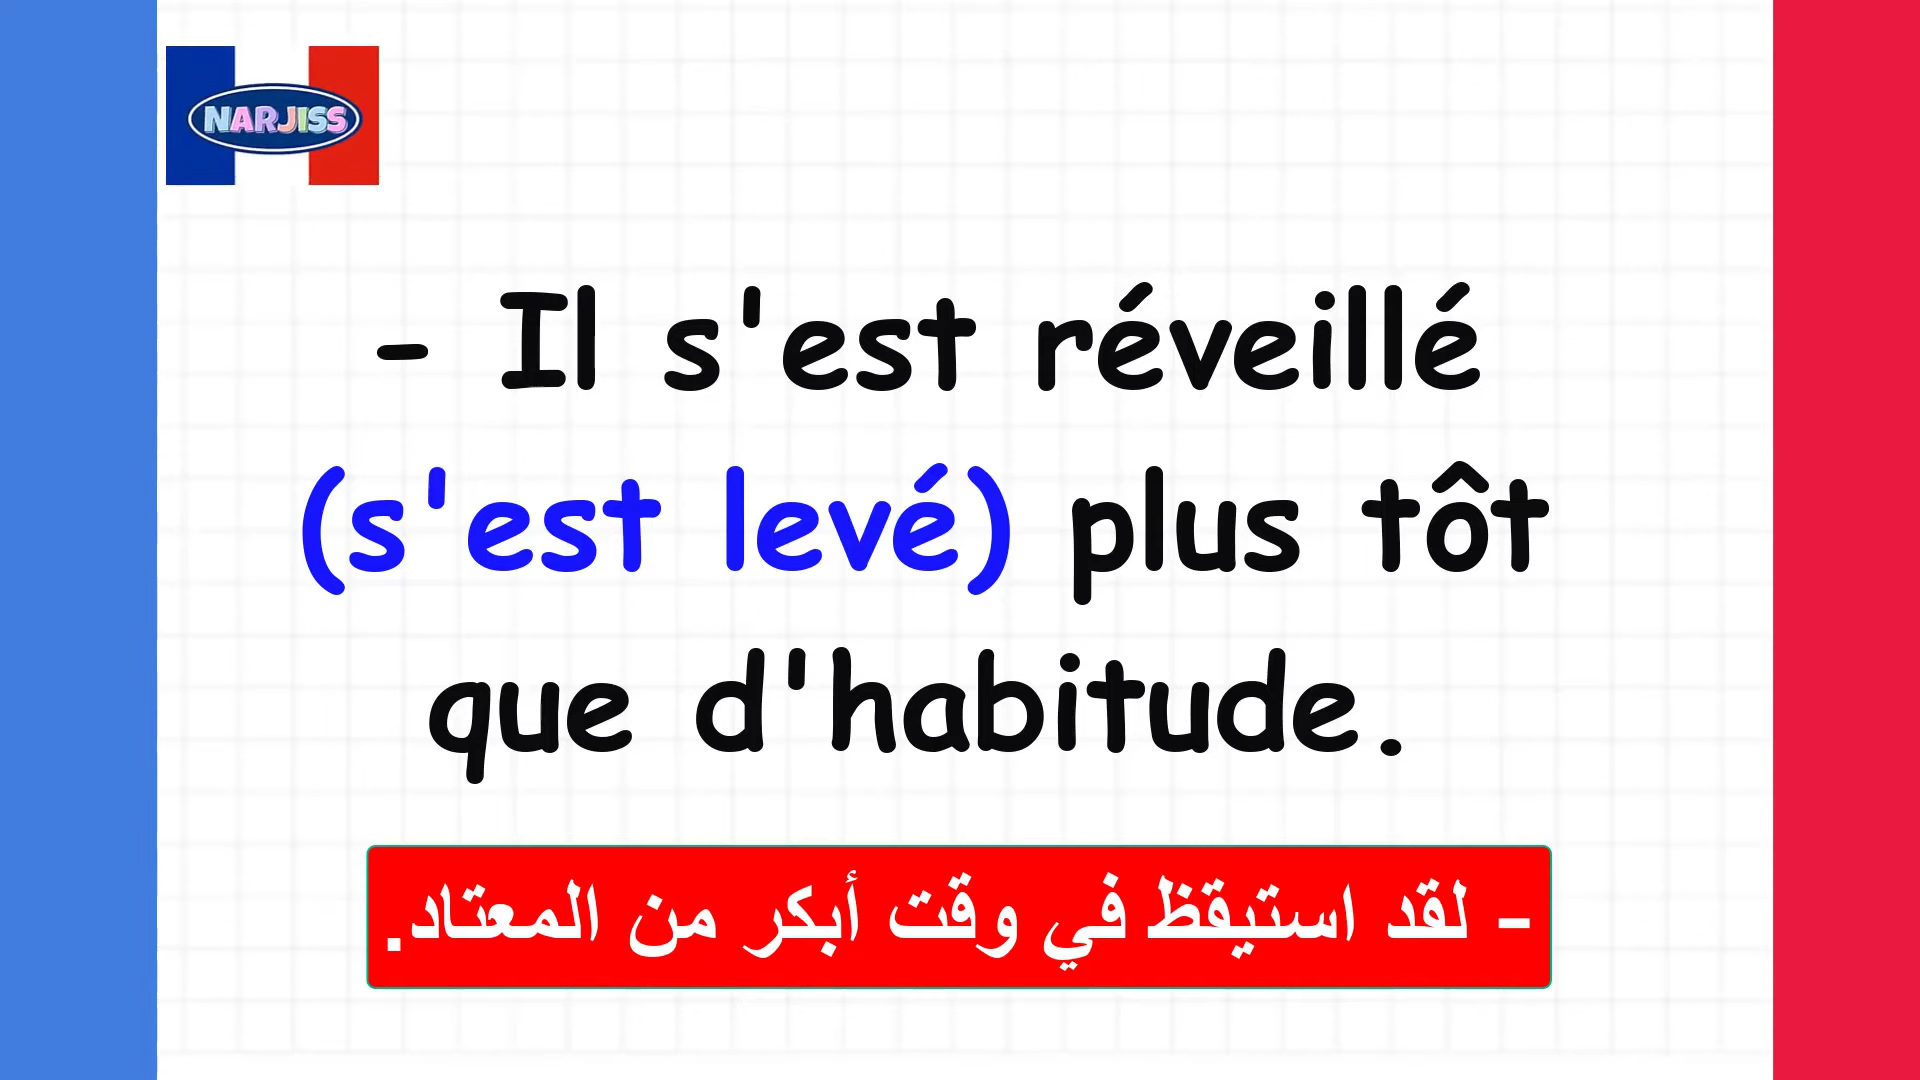 NARJISS
- Il s'est réveillé
(s'est levé) plus tôt
que d'habitude.
- لقد استيقظ في وقت أبكر من المعتاد.